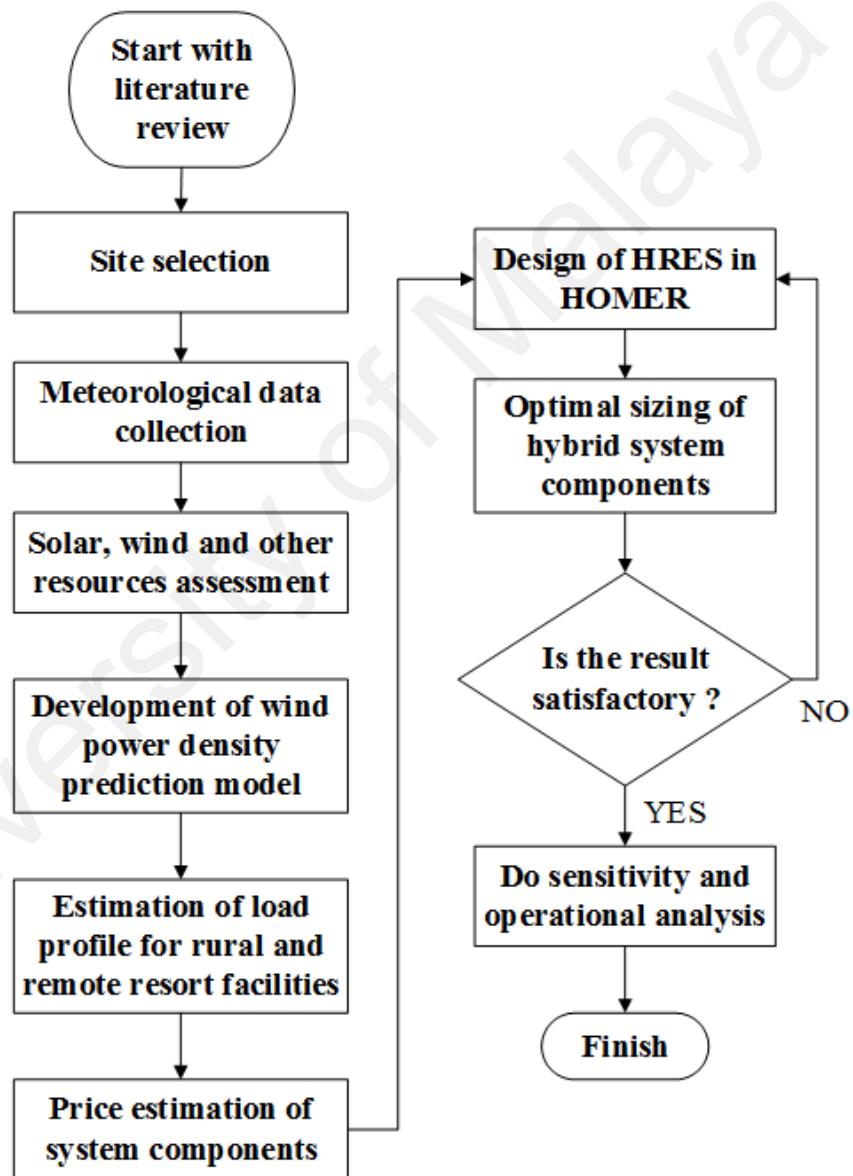 Start with
literature
review
Site selection
Meteorological data
collection
Solar, wind and other
resources assessment
Development of wind
power density
prediction model
Estimation of load
profile for rural and
remote resort facilities
Price estimation of
system components
Design of HRES in
HOMER
Optimal sizing of
hybrid system
components
Is the result
satisfactory ?
NO
YES
Do sensitivity and
operational analysis
Finish
versity of Malaya